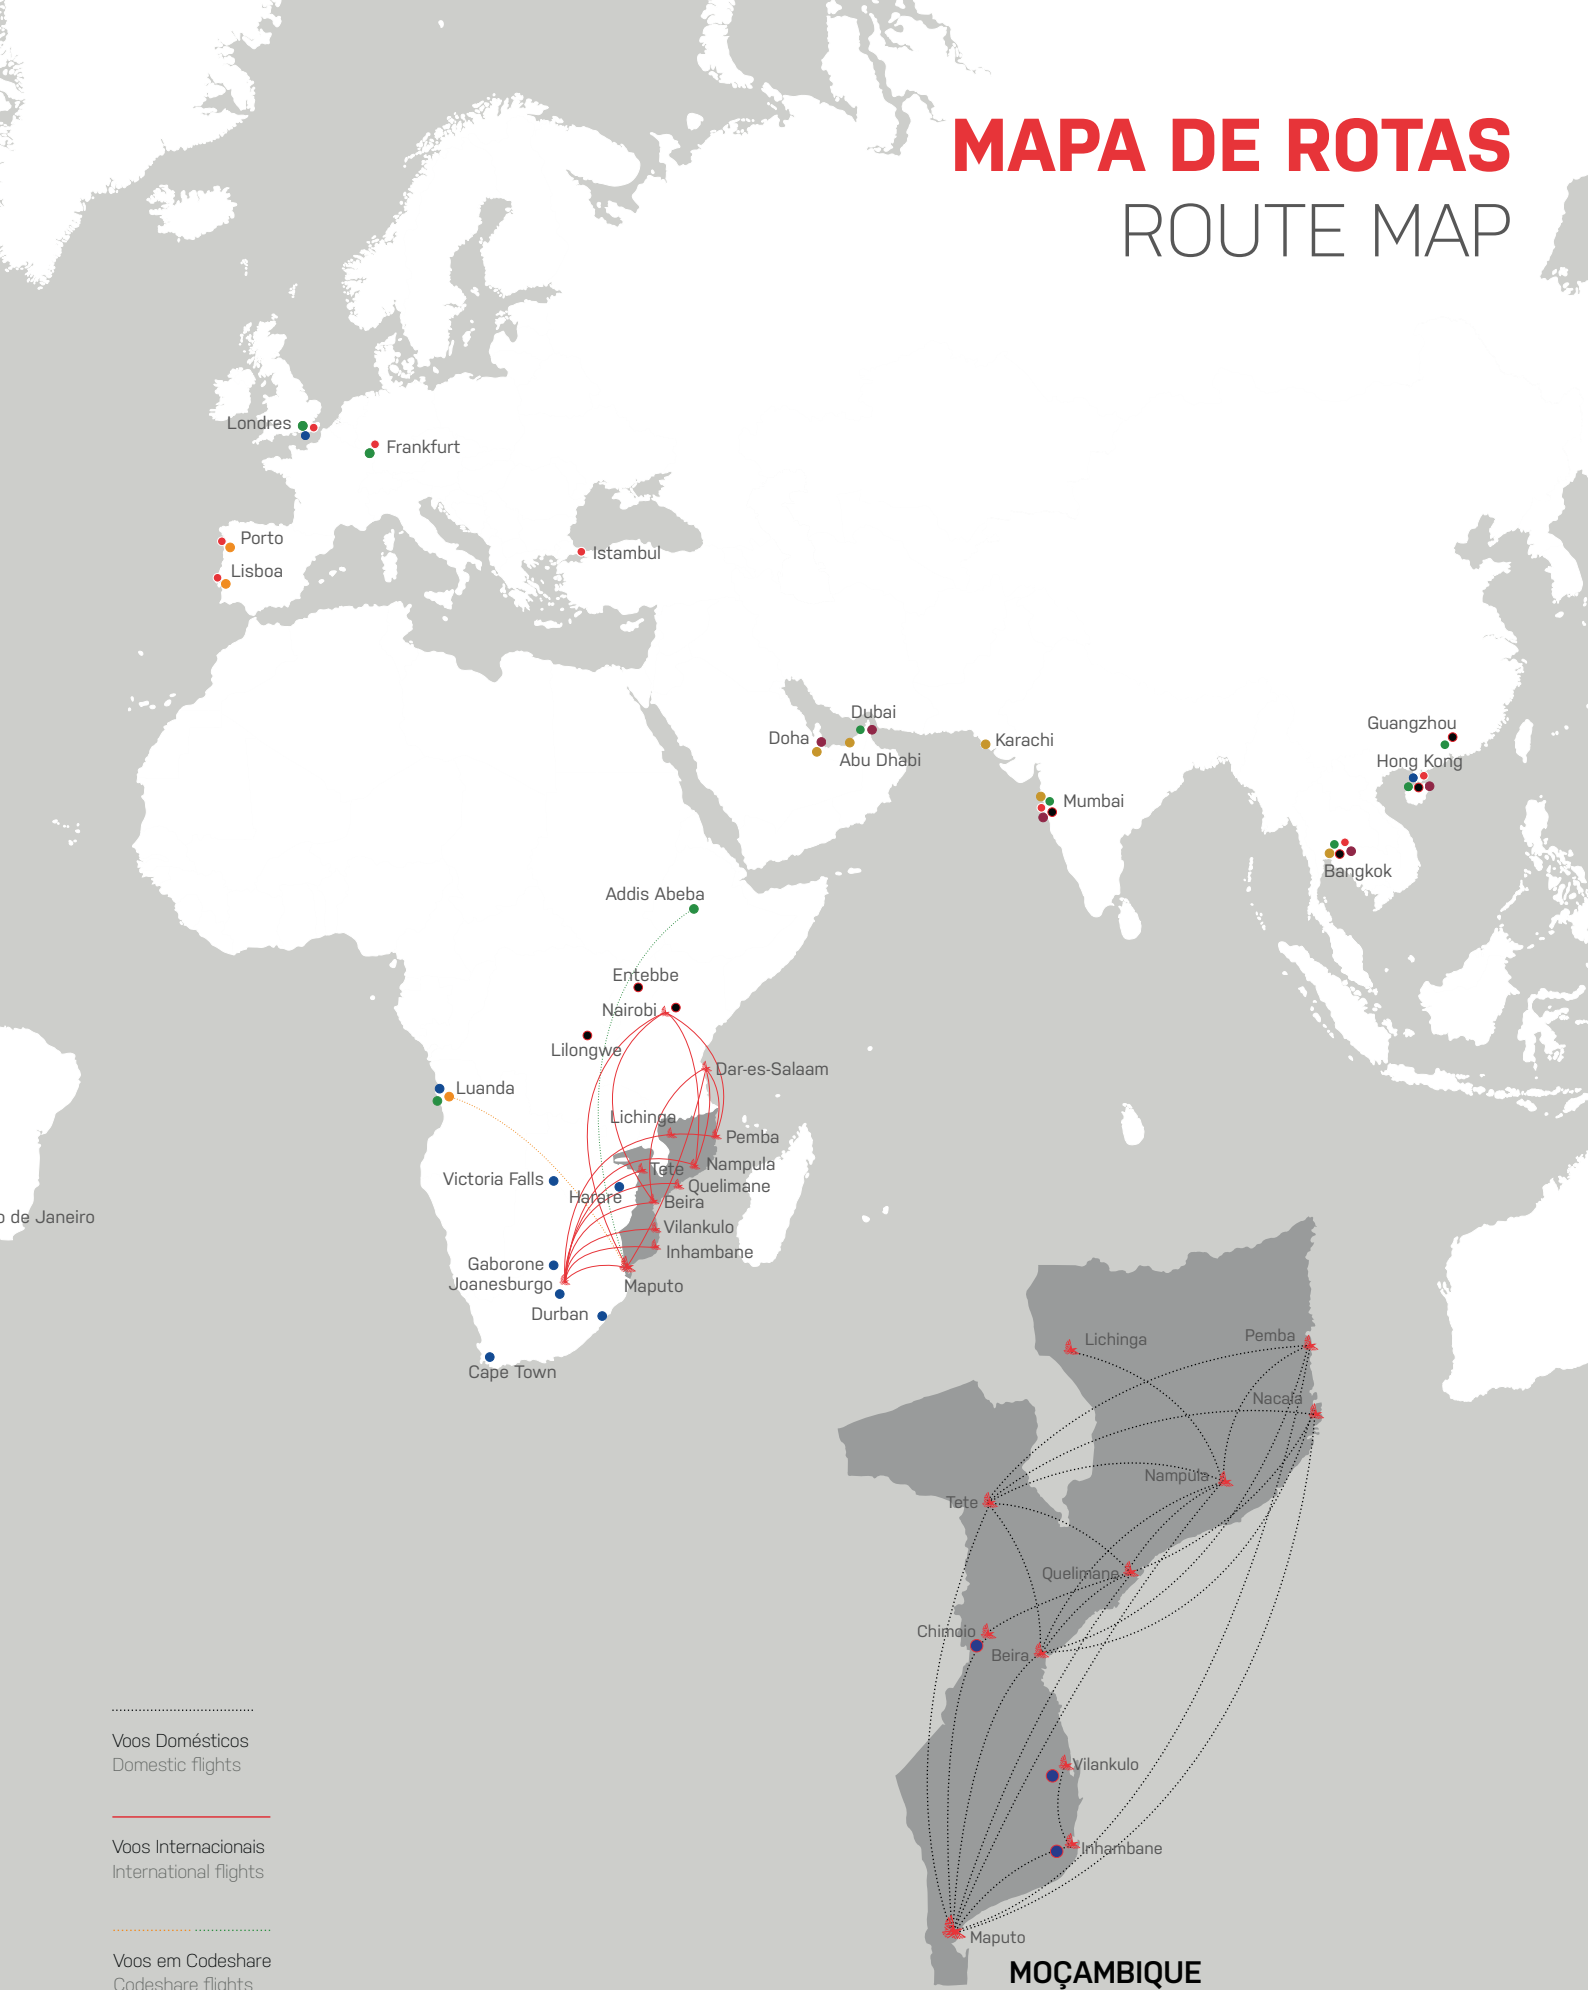 MAPA DE ROTAS
ROUTE MAP
Londres
Frankfurt
Porto
Istambul
Lisboa
Dubai
Guangzhou
Doha
Karachi
Abu Dhabi
Hong Kong
Mumbai
Bangkok
Addis Abeba
Entebbe
Nairobi
Lilongwe
Dar-es-Salaam
Luanda
Lichinga
Pemba
Nampula
Tete
Victoria Falls
Quelimane
Harare
Beira
o de Janeiro
Vilankulo
Inhambane
Gaborone
Joanesburgo
Maputo
Durban
Cape Town
Lichinga
Pemba
Nacala
Nampula
Tete
Quelimane
Chimoio
Beira
Vilankulo
Inhambane
Maputo
MOÇAMBIQUE
Voos Domésticos
Domestic flights
Voos Internacionais
International flights
Voos em Codeshare
Codeshare flights